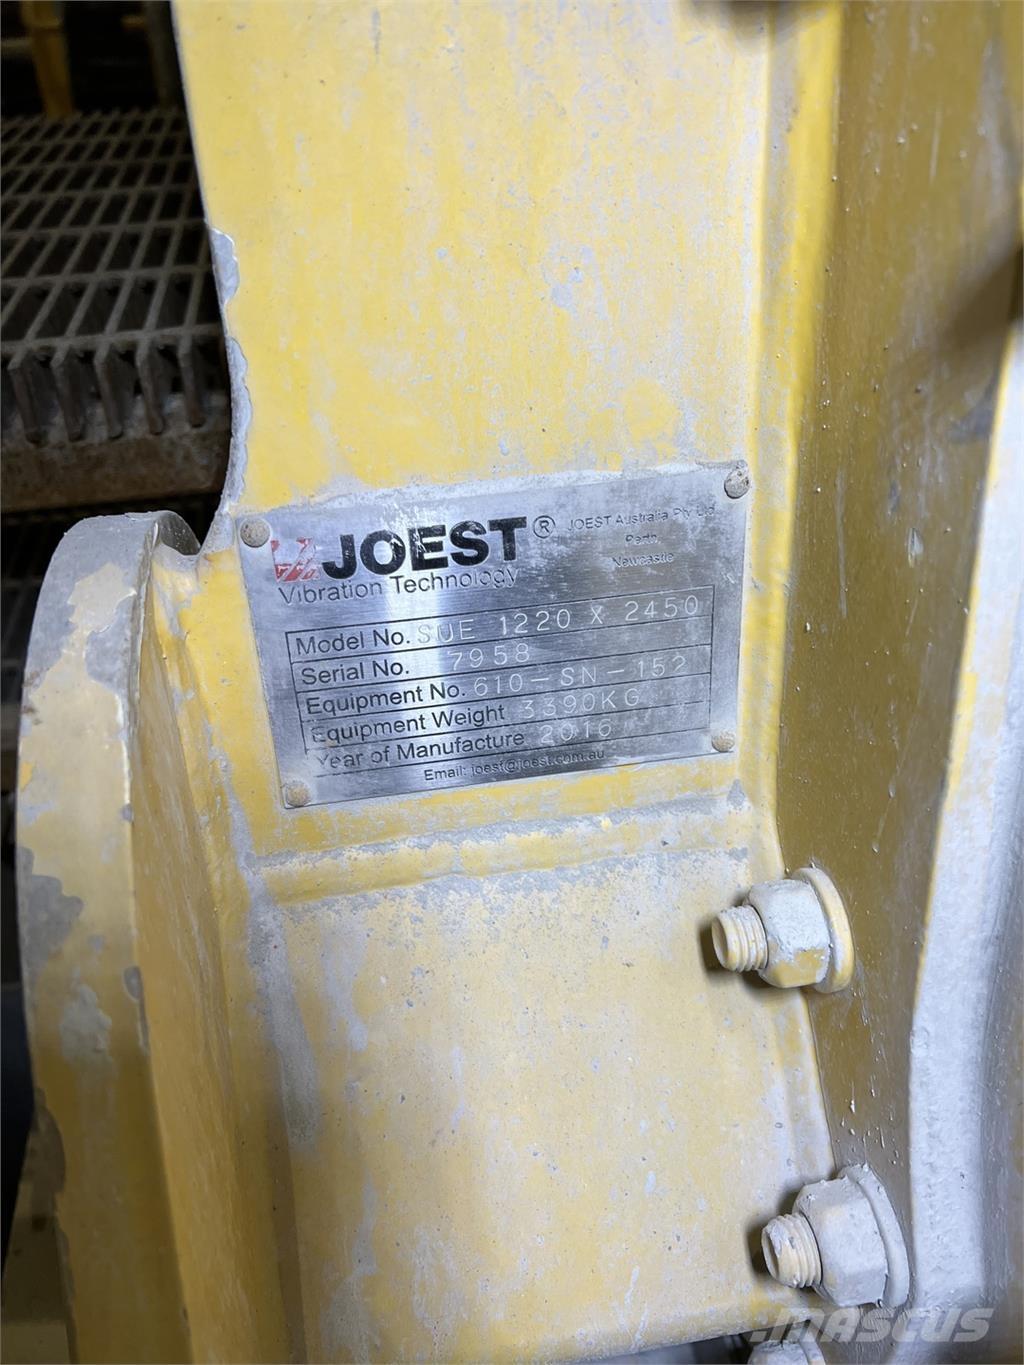 JOEST®
Vibration Technology
JOEST Australia Pty Ltd
Perth,
Newcastle
Model No. SUE 1220 X 2450
Serial No. 7958
Equipment No. 610-SN-152
Equipment Weight 3390KG
Year of Manufacture 2016
Email: joest@joest.com.au
MASCUS